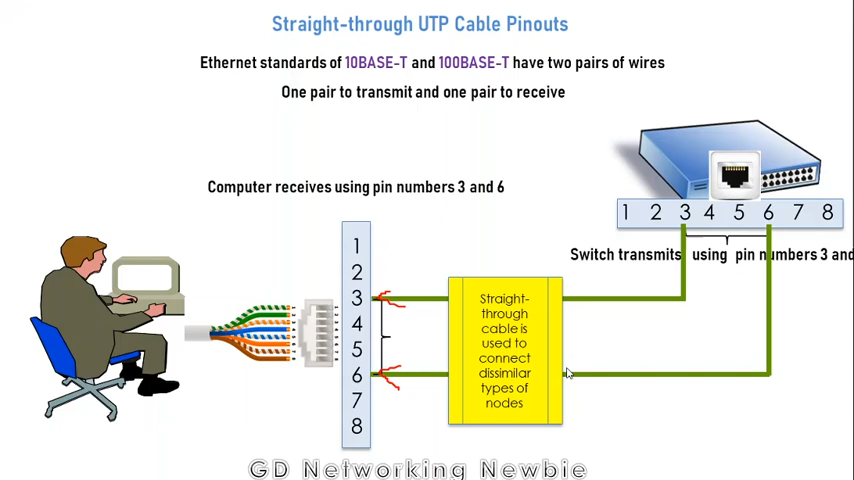 Straight-through UTP Cable Pinouts
Ethernet standards of 10BASE-T and 100BASE-T have two pairs of wires
One pair to transmit and one pair to receive
Computer receives using pin numbers 3 and 6
1 2 3 4 5 6 7 8
Switch transmits using pin numbers 3 and
1
2
3
4
5
6
7
8
Straight-
through
cable is
used to
connect
dissimilar
types of
nodes
GD Networking Newbie